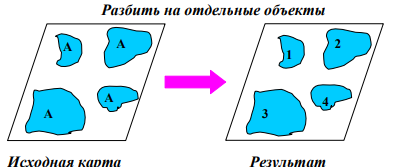 Разбить на отдельные объекты
А А 1 2
А А 3 4
Исходная карта Результат